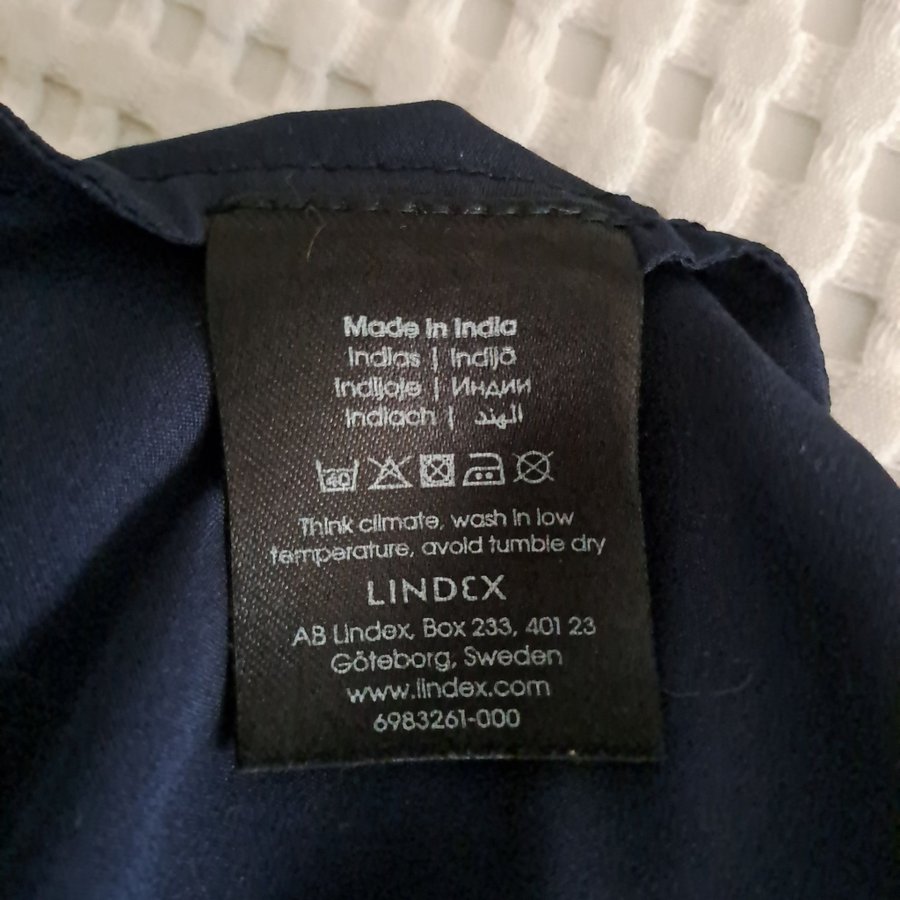 Made in India
Indias | Indijā
Indijoje | Индии
Indiach | الهند
40
Think climate, wash in low
temperature, avoid tumble dry
LINDEX
AB Lindex, Box 233, 401 23
Göteborg, Sweden
www.lindex.com
6983261-000